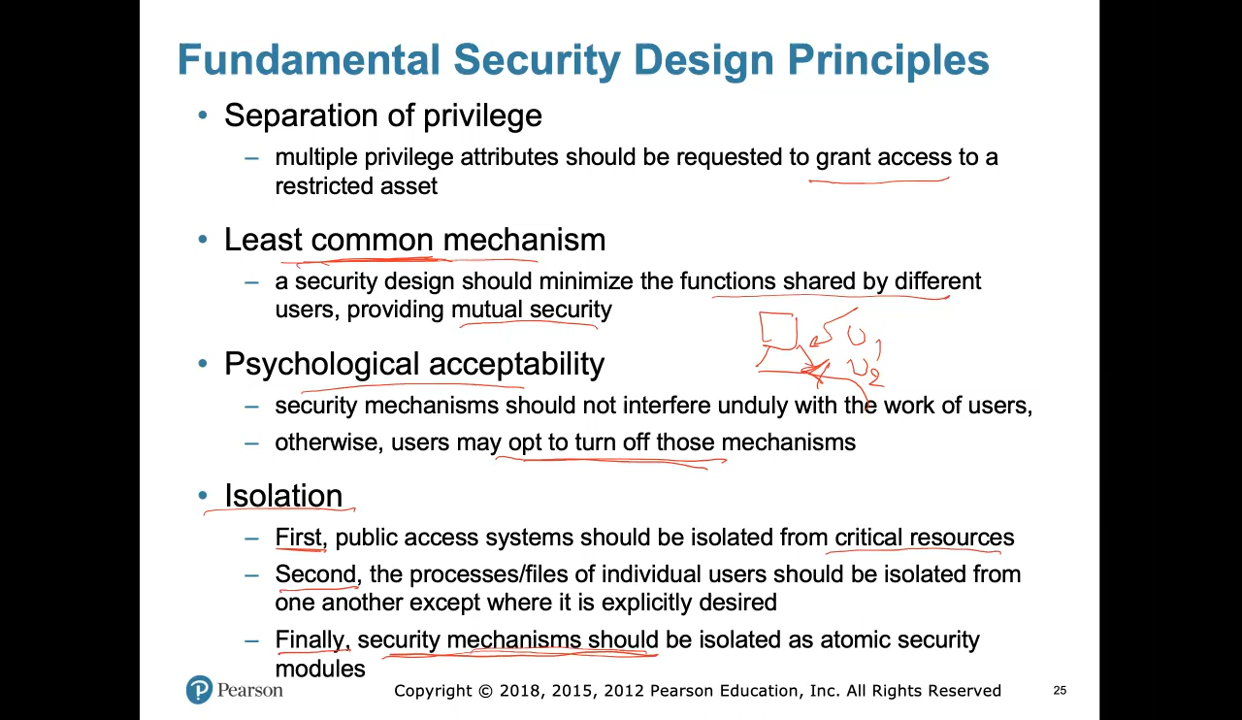 Fundamental Security Design Principles
• Separation of privilege
– multiple privilege attributes should be requested to grant access to a
restricted asset
• Least common mechanism
– a security design should minimize the functions shared by different
users, providing mutual security
U1
U2
• Psychological acceptability
– security mechanisms should not interfere unduly with the work of users,
– otherwise, users may opt to turn off those mechanisms
• Isolation
– First, public access systems should be isolated from critical resources
– Second, the processes/files of individual users should be isolated from
one another except where it is explicitly desired
– Finally, security mechanisms should be isolated as atomic security
modules
P Pearson
Copyright © 2018, 2015, 2012 Pearson Education, Inc. All Rights Reserved
25